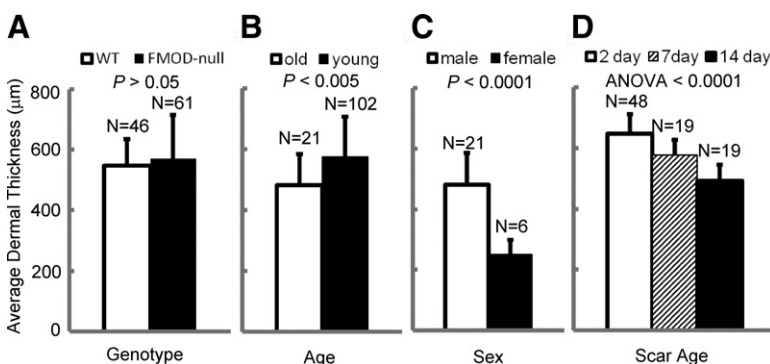 A B C D
WT FMOD-null old young male female 2 day 7day 14 day
P > 0.05 P < 0.005 P < 0.0001 ANOVA < 0.0001
Average Dermal Thickness (μm)
800
600
400
200
0
N=46 N=61
N=21 N=102
N=21 N=6
N=48 N=19 N=19
Genotype Age Sex Scar Age